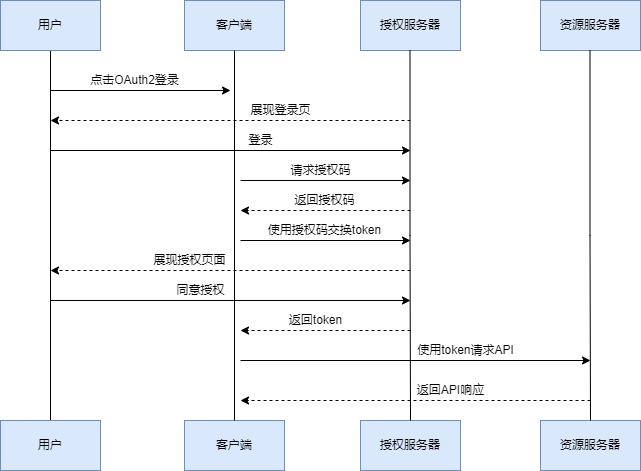 用户
客户端
授权服务器
资源服务器
点击OAuth2登录
展现登录页
登录
请求授权码
返回授权码
使用授权码交换token
展现授权页面
同意授权
返回token
使用token请求API
返回API响应
用户
客户端
授权服务器
资源服务器